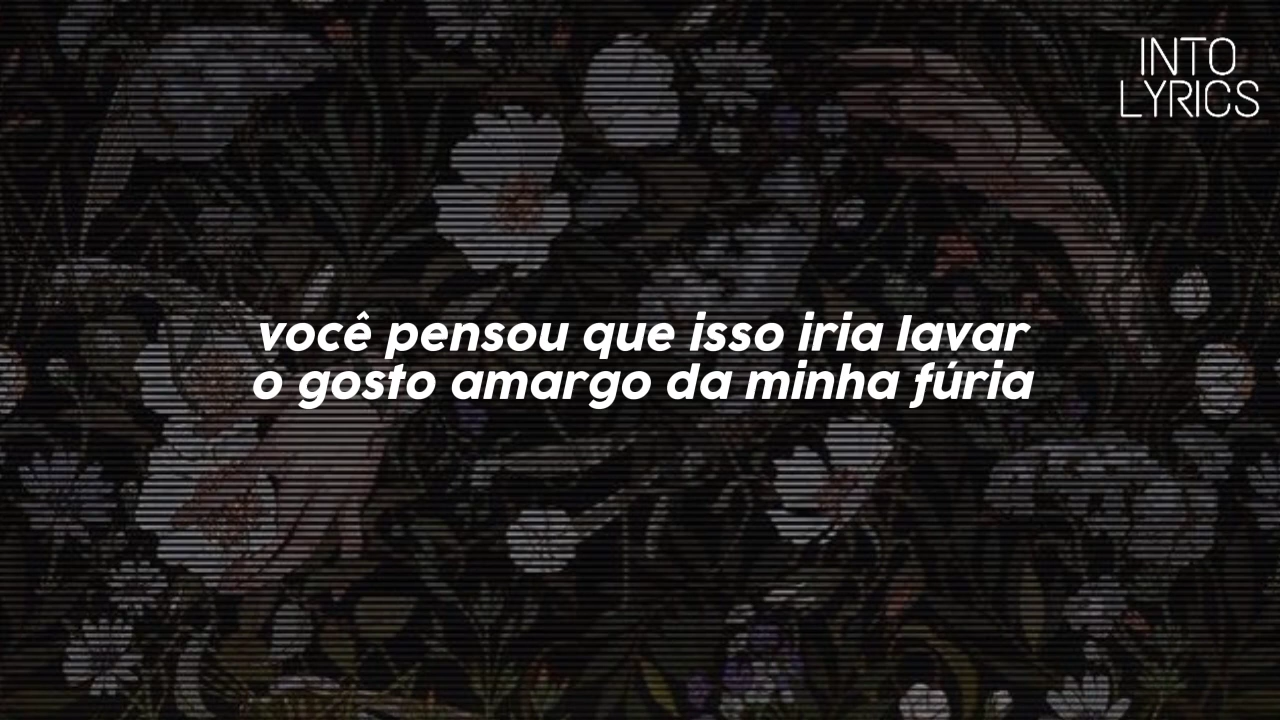 INTO
LYRICS
você pensou que isso iria lavar
o gosto amargo da minha fúria